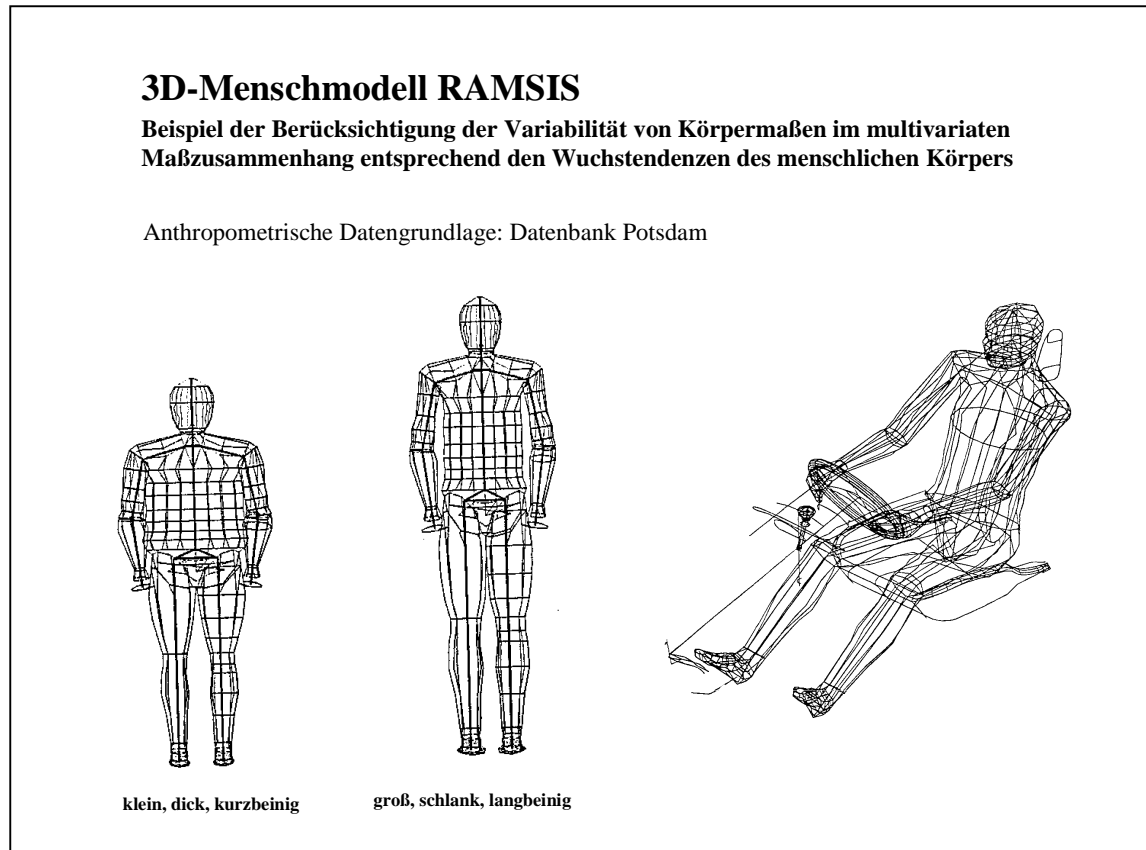 3D-Menschmodell RAMSIS
Beispiel der Berücksichtigung der Variabilität von Körpermaßen im multivariaten
Maßzusammenhang entsprechend den Wuchstendenzen des menschlichen Körpers
Anthropometrische Datengrundlage: Datenbank Potsdam
klein, dick, kurzbeinig
groß, schlank, langbeinig